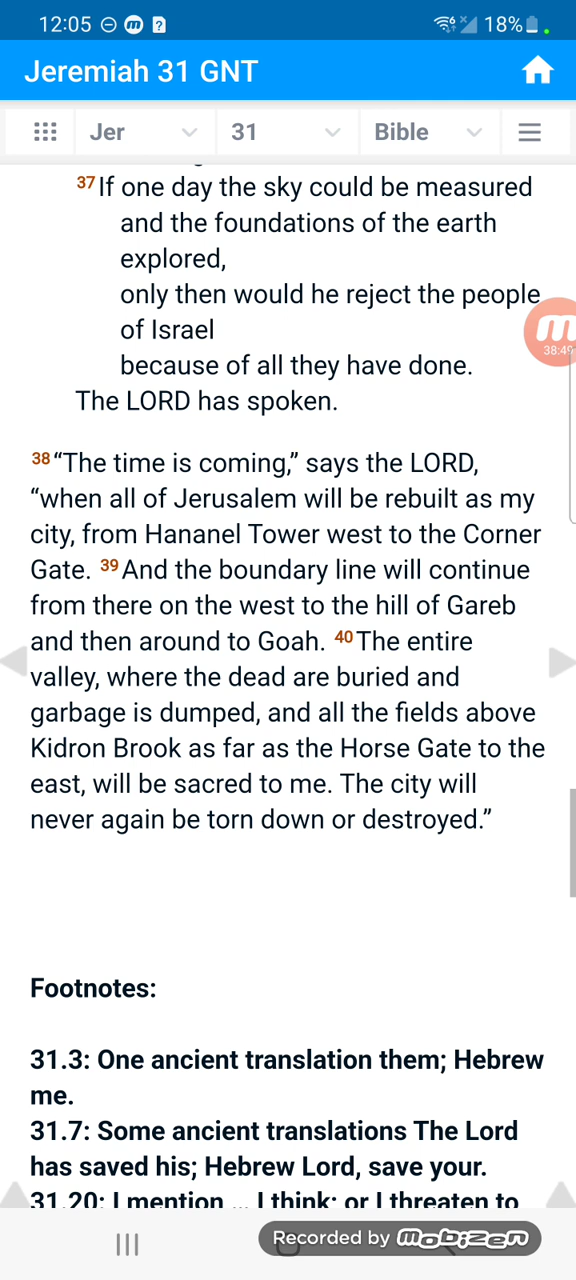 12:05 18%
Jeremiah 31 GNT
Jer 31 Bible
37 If one day the sky could be measured
and the foundations of the earth
explored,
only then would he reject the people
of Israel
because of all they have done.
The LORD has spoken.
38:49
38 “The time is coming,” says the LORD,
“when all of Jerusalem will be rebuilt as my
city, from Hananel Tower west to the Corner
Gate. 39 And the boundary line will continue
from there on the west to the hill of Gareb
and then around to Goah. 40 The entire
valley, where the dead are buried and
garbage is dumped, and all the fields above
Kidron Brook as far as the Horse Gate to the
east, will be sacred to me. The city will
never again be torn down or destroyed.”
Footnotes:
31.3: One ancient translation them; Hebrew
me.
31.7: Some ancient translations The Lord
has saved his; Hebrew Lord, save your.
31.20: I mention ... I think; or I threaten to
Recorded by mobizen